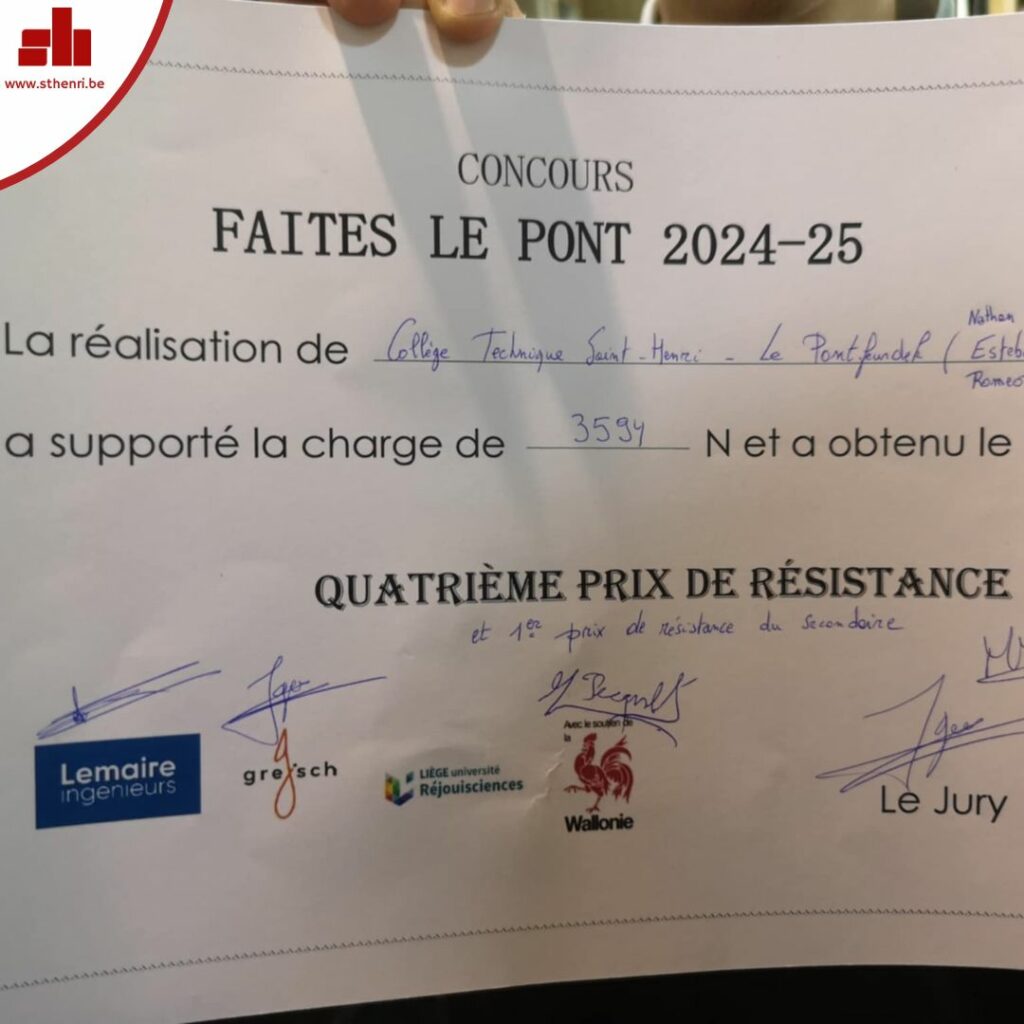 www.sthenri.be
CONCOURS
FAITES LE PONT 2024-25
Nathan
La réalisation de Collège Technique Saint-Henri - Le Pontfeundeh ( Esteb
Romeo
a supporté la charge de 3594 N et a obtenu le
QUATRIÈME PRIX DE RÉSISTANCE
et 1er prix de résistance du secondaire
Avec le soutien de
la
Lemaire
ingénieurs
greisch
LIÈGE université
Réjouisciences
Wallonie
Le Jury